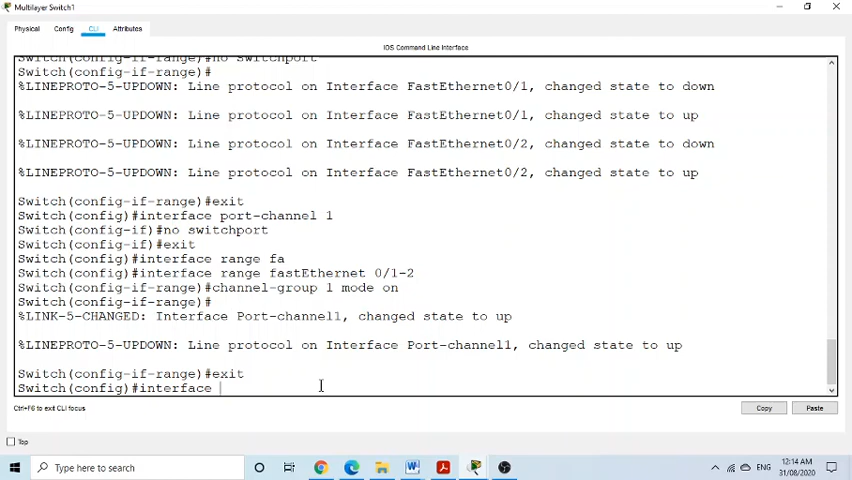 Multilayer Switch1
Physical Config CLI Attributes
IOS Command Line Interface
Switch(config-if-range)#no switchport
Switch(config-if-range)#
%LINEPROTO-5-UPDOWN: Line protocol on Interface FastEthernet0/1, changed state to down
%LINEPROTO-5-UPDOWN: Line protocol on Interface FastEthernet0/1, changed state to up
%LINEPROTO-5-UPDOWN: Line protocol on Interface FastEthernet0/2, changed state to down
%LINEPROTO-5-UPDOWN: Line protocol on Interface FastEthernet0/2, changed state to up
Switch(config-if-range)#exit
Switch(config)#interface port-channel 1
Switch(config-if)#no switchport
Switch(config-if)#exit
Switch(config)#interface range fa
Switch(config)#interface range fastEthernet 0/1-2
Switch(config-if-range)#channel-group 1 mode on
Switch(config-if-range)#
%LINK-5-CHANGED: Interface Port-channel1, changed state to up
%LINEPROTO-5-UPDOWN: Line protocol on Interface Port-channel1, changed state to up
Switch(config-if-range)#exit
Switch(config)#interface
Ctrl+F6 to exit CLI focus
Copy Paste
Top
Type here to search
ENG
12:14 AM
31/08/2020